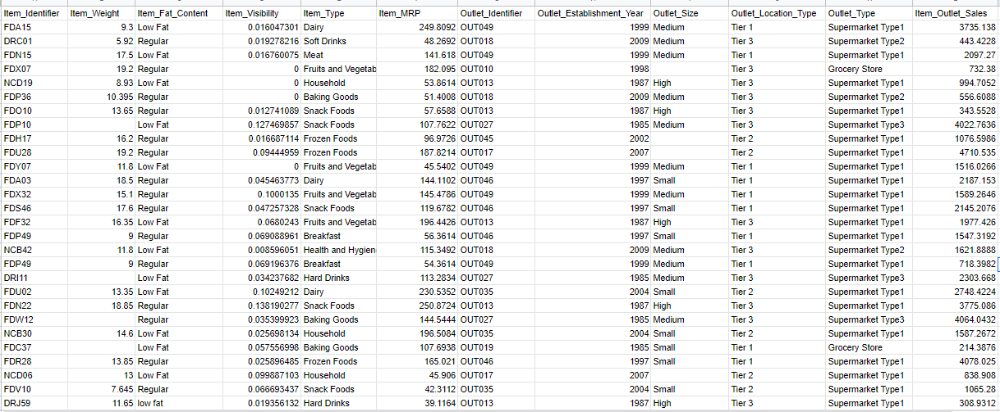 Item_Identifier Item_Weight Item_Fat_Content Item_Visibility Item_Type Item_MRP Outlet_Identifier Outlet_Establishment_Year Outlet_Size Outlet_Location_Type Outlet_Type Item_Outlet_Sales
FDA15 9.3 Low Fat 0.016047301 Dairy 249.8092 OUT049 1999 Medium Tier 1 Supermarket Type1 3735.138
DRC01 5.92 Regular 0.019278216 Soft Drinks 48.2692 OUT018 2009 Medium Tier 3 Supermarket Type2 443.4228
FDN15 17.5 Low Fat 0.016760075 Meat 141.618 OUT049 1999 Medium Tier 1 Supermarket Type1 2097.27
FDX07 19.2 Regular 0 Fruits and Vegetab 182.095 OUT010 1998 Tier 3 Grocery Store 732.38
NCD19 8.93 Low Fat 0 Household 53.8614 OUT013 1987 High Tier 3 Supermarket Type1 994.7052
FDP36 10.395 Regular 0 Baking Goods 51.4008 OUT018 2009 Medium Tier 3 Supermarket Type2 556.6088
FDO10 13.65 Regular 0.012741089 Snack Foods 57.6588 OUT013 1987 High Tier 3 Supermarket Type1 343.5528
FDP10 Low Fat 0.127469857 Snack Foods 107.7622 OUT027 1985 Medium Tier 3 Supermarket Type3 4022.7636
FDH17 16.2 Regular 0.016687114 Frozen Foods 96.9726 OUT045 2002 Tier 2 Supermarket Type1 1076.5986
FDU28 19.2 Regular 0.09444959 Frozen Foods 187.8214 OUT017 2007 Tier 2 Supermarket Type1 4710.535
FDY07 11.8 Low Fat 0 Fruits and Vegetab 45.5402 OUT049 1999 Medium Tier 1 Supermarket Type1 1516.0266
FDA03 18.5 Regular 0.045463773 Dairy 144.1102 OUT046 1997 Small Tier 1 Supermarket Type1 2187.153
FDX32 15.1 Regular 0.1000135 Fruits and Vegetab 145.4786 OUT049 1999 Medium Tier 1 Supermarket Type1 1589.2646
FDS46 17.6 Regular 0.047257328 Snack Foods 119.6782 OUT046 1997 Small Tier 1 Supermarket Type1 2145.2076
FDF32 16.35 Low Fat 0.0680243 Fruits and Vegetab 196.4426 OUT013 1987 High Tier 3 Supermarket Type1 1977.426
FDP49 9 Regular 0.069088961 Breakfast 56.3614 OUT046 1997 Small Tier 1 Supermarket Type1 1547.3192
NCB42 11.8 Low Fat 0.008596051 Health and Hygien 115.3492 OUT018 2009 Medium Tier 3 Supermarket Type2 1621.8888
FDP49 9 Regular 0.069196376 Breakfast 54.3614 OUT049 1999 Medium Tier 1 Supermarket Type1 718.3982
DRI11 Low Fat 0.034237682 Hard Drinks 113.2834 OUT027 1985 Medium Tier 3 Supermarket Type3 2303.668
FDU02 13.35 Low Fat 0.10249212 Dairy 230.5352 OUT035 2004 Small Tier 2 Supermarket Type1 2748.4224
FDN22 18.85 Regular 0.138190277 Snack Foods 250.8724 OUT013 1987 High Tier 3 Supermarket Type1 3775.086
FDW12 Regular 0.035399923 Baking Goods 144.5444 OUT027 1985 Medium Tier 3 Supermarket Type3 4064.0432
NCB30 14.6 Low Fat 0.025698134 Household 196.5084 OUT035 2004 Small Tier 2 Supermarket Type1 1587.2672
FDC37 Low Fat 0.057556998 Baking Goods 107.6938 OUT019 1985 Small Tier 1 Grocery Store 214.3876
FDR28 13.85 Regular 0.025896485 Frozen Foods 165.021 OUT046 1997 Small Tier 1 Supermarket Type1 4078.025
NCD06 13 Low Fat 0.099887103 Household 45.906 OUT017 2007 Tier 2 Supermarket Type1 838.908
FDV10 7.645 Regular 0.066693437 Snack Foods 42.3112 OUT035 2004 Small Tier 2 Supermarket Type1 1065.28
DRJ59 11.65 low fat 0.019356132 Hard Drinks 39.1164 OUT013 1987 High Tier 3 Supermarket Type1 308.9312